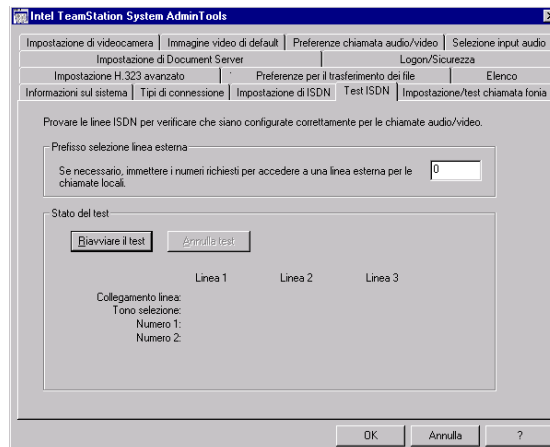 Intel TeamStation System AdminTools
Impostazione di videocamera Immagine video di default Preferenze chiamata audio/video Selezione input audio
Impostazione di Document Server Logon/Sicurezza
Impostazione H.323 avanzato Preferenze per il trasferimento dei file Elenco
Informazioni sul sistema Tipi di connessione Impostazione di ISDN Test ISDN Impostazione/test chiamata fonia
Provare le linee ISDN per verificare che siano configurate correttamente per le chiamate audio/video.
Prefisso selezione linea esterna
Se necessario, immettere i numeri richiesti per accedere a una linea esterna per le
chiamate locali.
0
Stato del test
Riavviare il test Annulla test
Linea 1 Linea 2 Linea 3
Collegamento linea:
Tono selezione:
Numero 1:
Numero 2:
OK Annulla ?